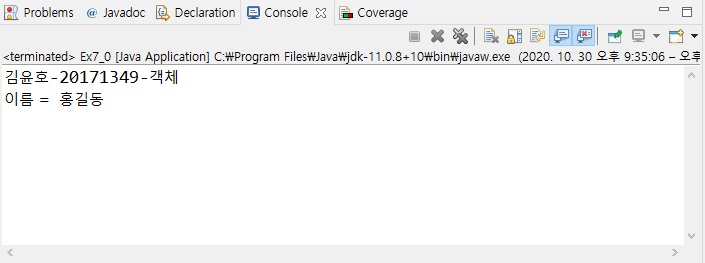 Problems @ Javadoc Declaration Console Coverage
<terminated> Ex7_0 [Java Application] C:₩Program Files₩Java₩jdk-11.0.8+10₩bin₩javaw.exe (2020. 10. 30 오후 9:35:06 – 오후
김윤호-20171349-객체
이름 = 홍길동